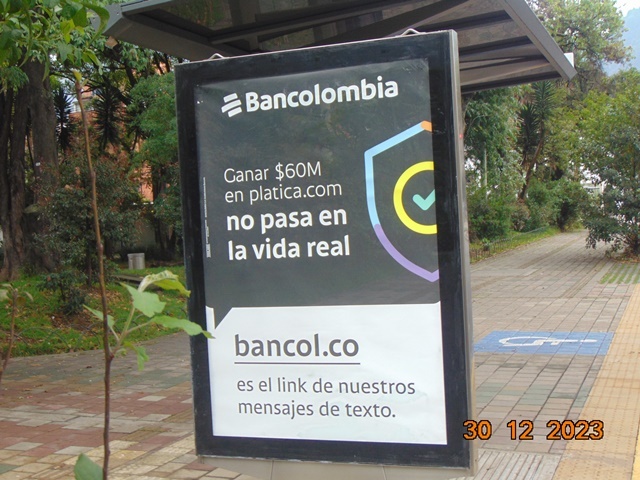 Bancolombia
Ganar $60M
en platica.com
no pasa en
la vida real
bancol.co
es el link de nuestros
mensajes de texto.
30 12 2023